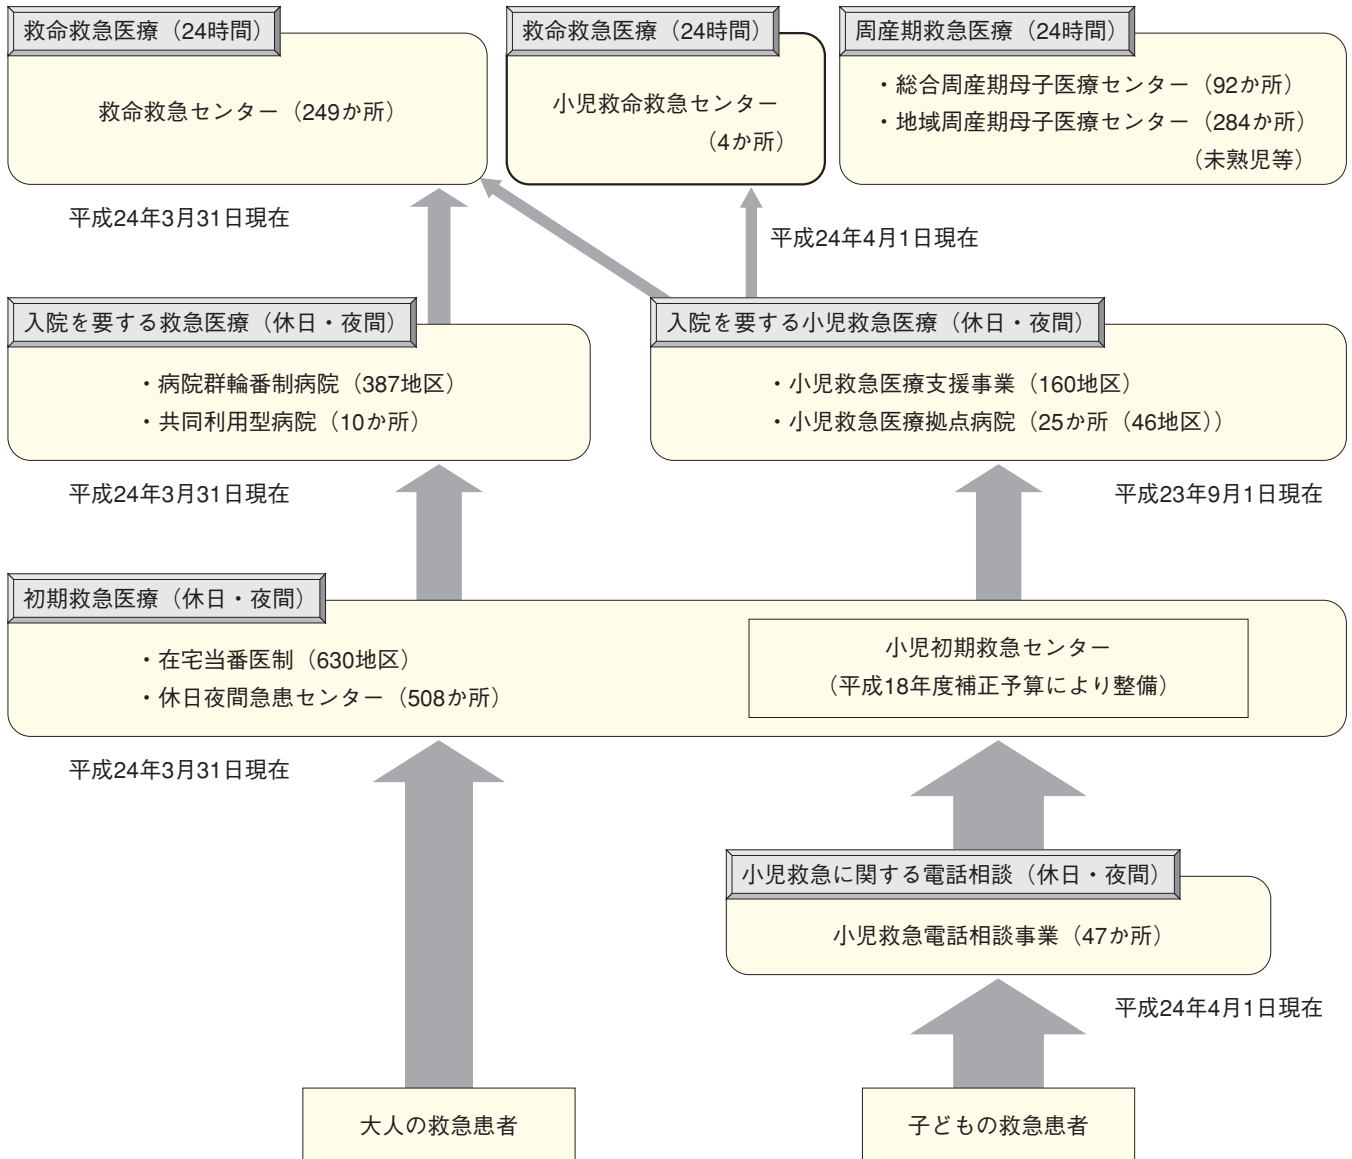 救命救急医療（24時間）
救命救急センター（249か所）
平成24年3月31日現在
救命救急医療（24時間）
小児救命救急センター
（4か所）
平成24年4月1日現在
周産期救急医療（24時間）
・総合周産期母子医療センター（92か所）
・地域周産期母子医療センター（284か所）
（未熟児等）
入院を要する救急医療（休日・夜間）
・病院群輪番制病院（387地区）
・共同利用型病院（10か所）
平成24年3月31日現在
入院を要する小児救急医療（休日・夜間）
・小児救急医療支援事業（160地区）
・小児救急医療拠点病院（25か所（46地区））
平成23年9月1日現在
初期救急医療（休日・夜間）
・在宅当番医制（630地区）
・休日夜間急患センター（508か所）
小児初期救急センター
（平成18年度補正予算により整備）
平成24年3月31日現在
小児救急に関する電話相談（休日・夜間）
小児救急電話相談事業（47か所）
平成24年4月1日現在
大人の救急患者
子どもの救急患者